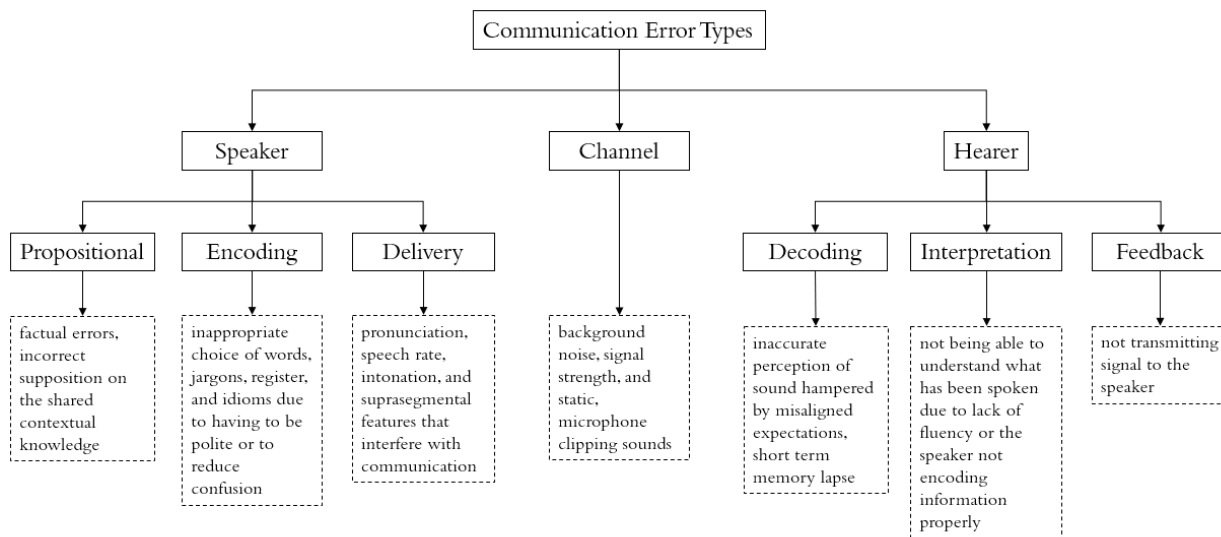 Communication Error Types
Speaker
Channel
Hearer
Propositional
Encoding
Delivery
Decoding
Interpretation
Feedback
factual errors,
incorrect
supposition on
the shared
contextual
knowledge
inappropriate
choice of words,
jargons, register,
and idioms due
to having to be
polite or to
reduce
confusion
pronunciation,
speech rate,
intonation, and
suprasegmental
features that
interfere with
communication
background
noise, signal
strength, and
static,
microphone
clipping sounds
inaccurate
perception of
sound hampered
by misaligned
expectations,
short term
memory lapse
not being able to
understand what
has been spoken
due to lack of
fluency or the
speaker not
encoding
information
properly
not transmitting
signal to the
speaker